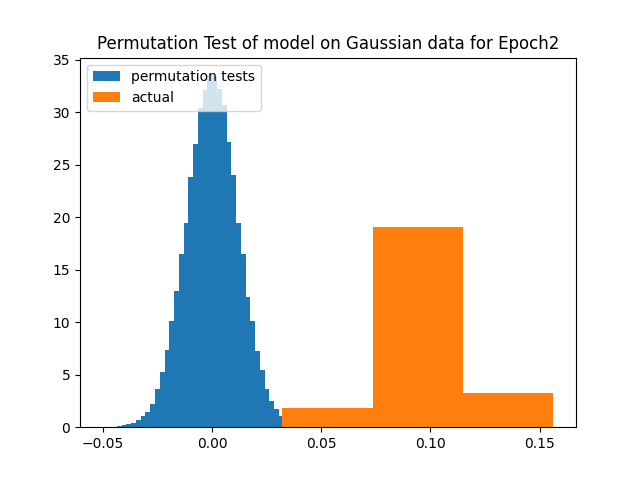 Permutation Test of model on Gaussian data for Epoch2
permutation tests
actual
35
30
25
20
15
10
5
0
−0.05 0.00 0.05 0.10 0.15